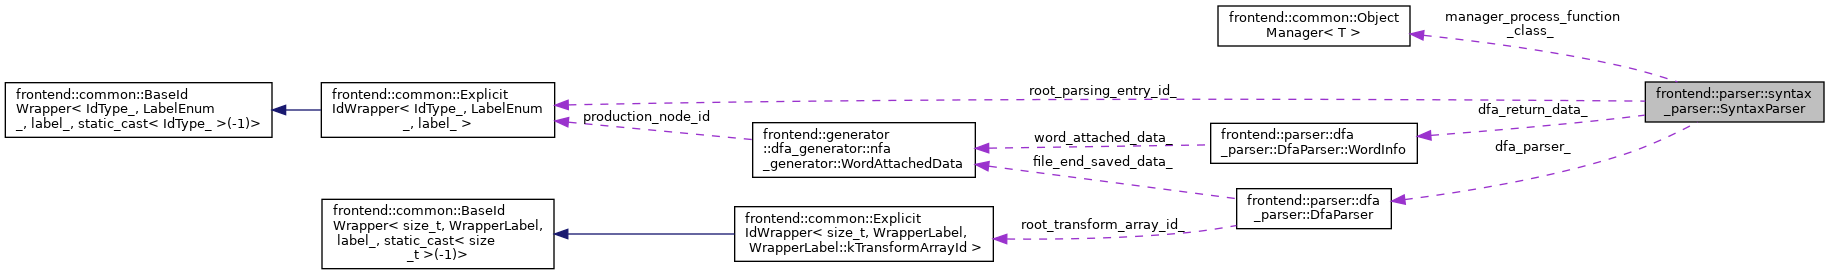 frontend::common::Object
Manager< T >
manager_process_function
_class_
frontend::common::BaseId
Wrapper< IdType_, LabelEnum
_, label_, static_cast< IdType_ >(-1)>
frontend::common::Explicit
IdWrapper< IdType_, LabelEnum
_, label_ >
root_parsing_entry_id_
frontend::parser::syntax
_parser::SyntaxParser
production_node_id
frontend::generator
::dfa_generator::nfa
_generator::WordAttachedData
word_attached_data_
file_end_saved_data_
frontend::parser::dfa
_parser::DfaParser::WordInfo
dfa_return_data_
dfa_parser_
frontend::common::BaseId
Wrapper< size_t, WrapperLabel,
label_, static_cast< size
_t >(-1)>
frontend::common::Explicit
IdWrapper< size_t, WrapperLabel,
WrapperLabel::kTransformArrayId >
root_transform_array_id_
frontend::parser::dfa
_parser::DfaParser